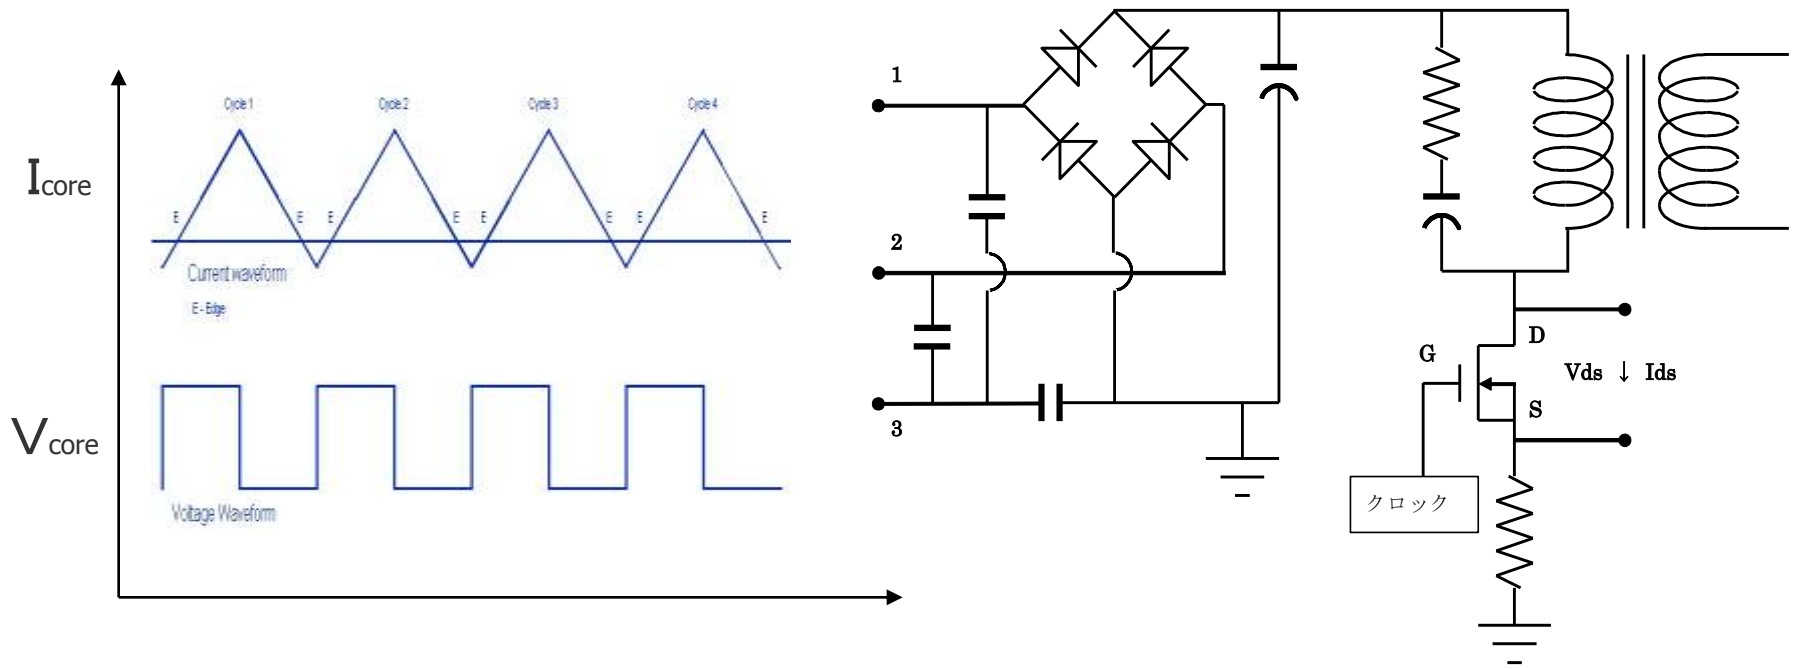 Cycle 1
Cycle 2
Cycle 3
Cycle 4
Icore
E
E
E
E
E
E
E
E
Current waveform
E - Edge
Vcore
Voltage Waveform
1
2
3
G
D
Vds ↓ Ids
S
クロック